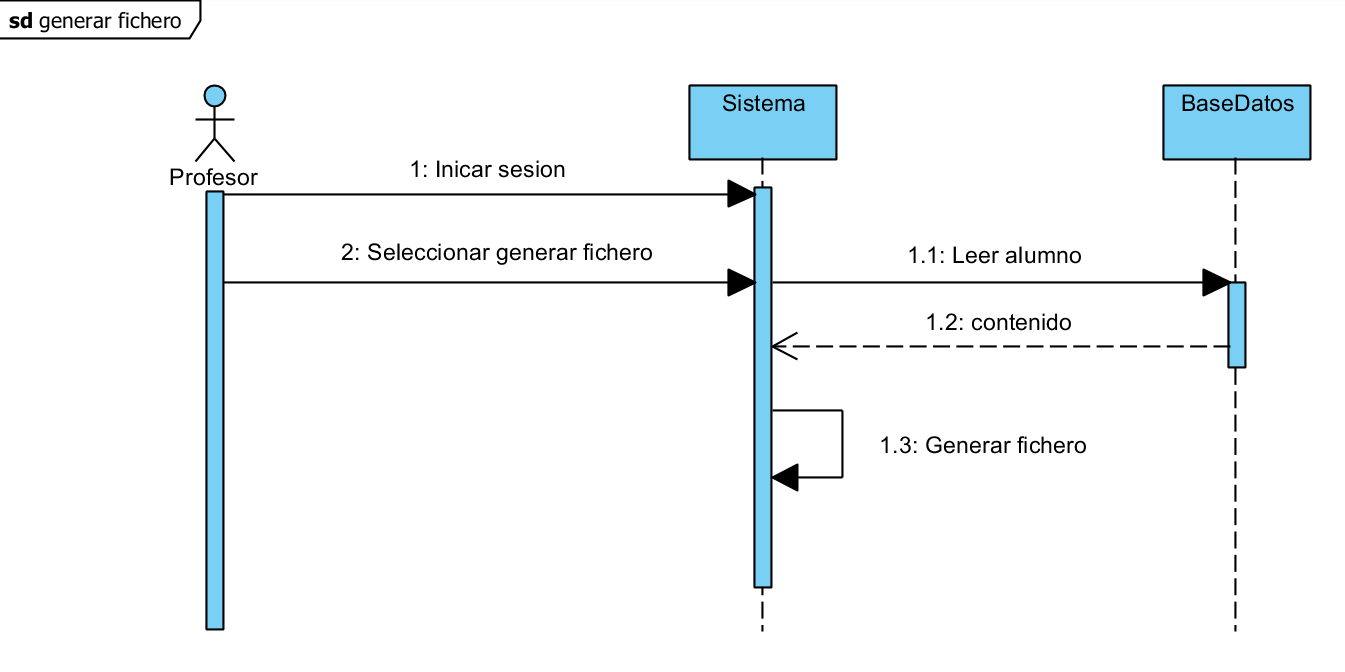 sd generar fichero
Sistema
BaseDatos
Profesor
1: Inicar sesion
2: Seleccionar generar fichero
1.1: Leer alumno
1.2: contenido
1.3: Generar fichero